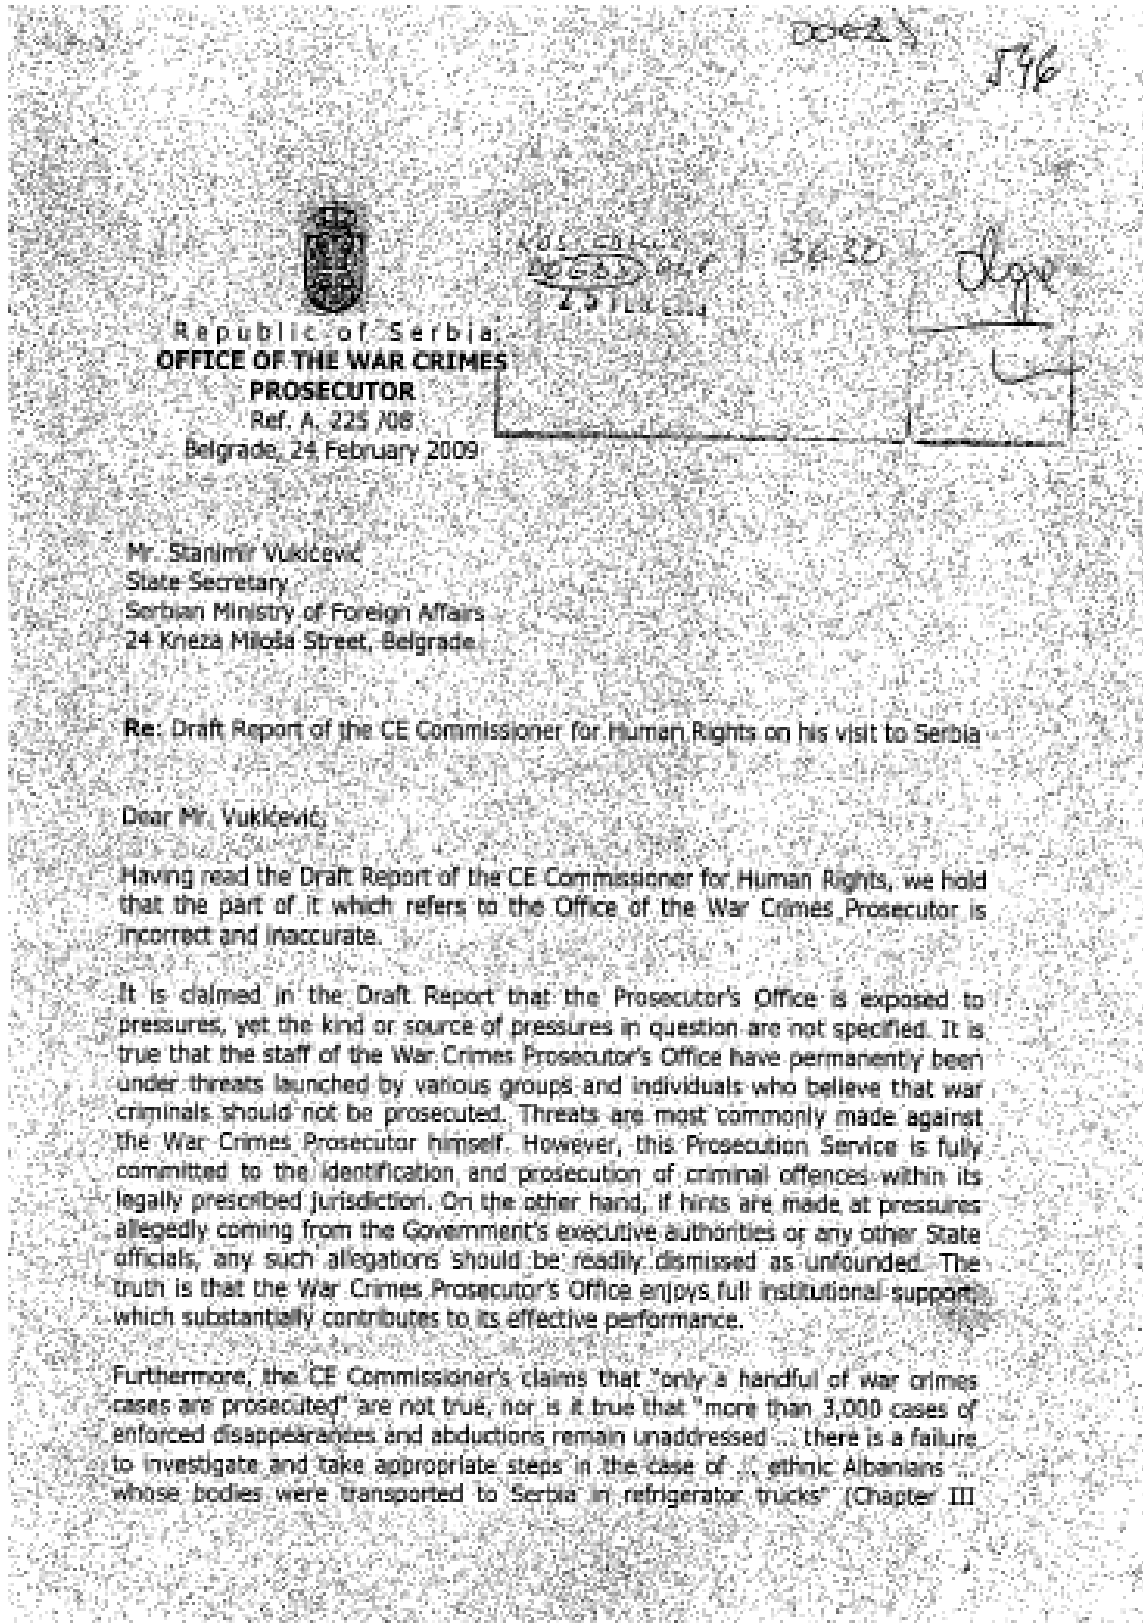 546
3630
Republic of Serbia
OFFICE OF THE WAR CRIMES
PROSECUTOR
Ref. A. 225 /08
Belgrade, 24 February 2009
Mr. Stanimir Vukićević
State Secretary
Serbian Ministry of Foreign Affairs
24 Kneza Miloša Street, Belgrade
Re: Draft Report of the CE Commissioner for Human Rights on his visit to Serbia
Dear Mr. Vukićević,
Having read the Draft Report of the CE Commissioner for Human Rights, we hold
that the part of it which refers to the Office of the War Crimes Prosecutor is
incorrect and inaccurate.
It is claimed in the Draft Report that the Prosecutor's Office is exposed to
pressures, yet the kind or source of pressures in question are not specified. It is
true that the staff of the War Crimes Prosecutor's Office have permanently been
under threats launched by various groups and individuals who believe that war
criminals should not be prosecuted. Threats are most commonly made against
the War Crimes Prosecutor himself. However, this Prosecution Service is fully
committed to the identification and prosecution of criminal offences within its
legally prescribed jurisdiction. On the other hand, if hints are made at pressures
allegedly coming from the Government's executive authorities or any other State
officials, any such allegations should be readily dismissed as unfounded. The
truth is that the War Crimes Prosecutor's Office enjoys full institutional support,
which substantially contributes to its effective performance.
Furthermore, the CE Commissioner's claims that "only a handful of war crimes
cases are prosecuted" are not true, nor is it true that "more than 3,000 cases of
enforced disappearances and abductions remain unaddressed ... there is a failure
to investigate and take appropriate steps in the case of ... ethnic Albanians ...
whose bodies were transported to Serbia in refrigerator trucks" (Chapter III